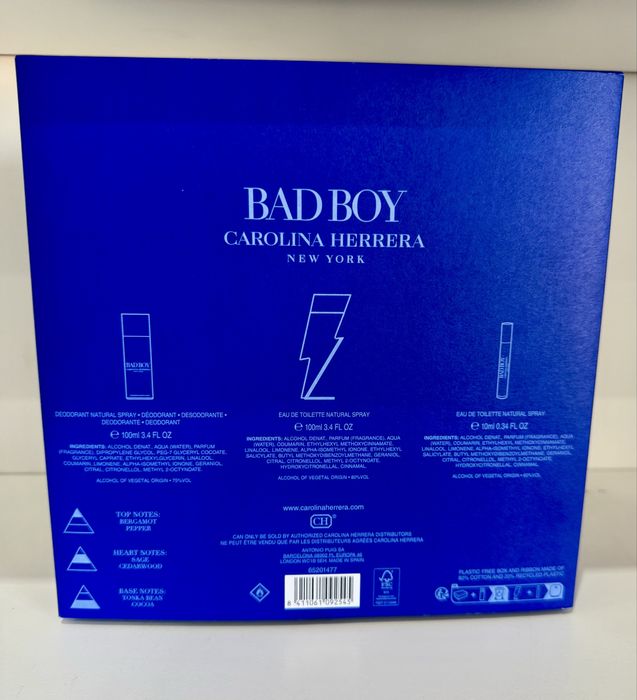 BAD BOY
CAROLINA HERRERA
NEW YORK
BAD BOY
DEODORANT NATURAL SPRAY • DÉODORANT • DESODORANTE •
DÉODORANTE • DEODORANT
℮ 100ml 3.4 FL OZ
INGREDIENTS: ALCOHOL DENAT., AQUA (WATER), PARFUM
(FRAGRANCE), DIPROPYLENE GLYCOL, PEG-7 GLYCERYL COCOATE,
GLYCERYL CAPRATE, ETHYLHEXYLGLYCERIN, LINALOOL,
COUMARIN, LIMONENE, ALPHA-ISOMETHYL IONONE, GERANIOL,
CITRAL, CITRONELLOL, METHYL 2-OCTYNOATE.
ALCOHOL OF VEGETAL ORIGIN • 75%VOL
EAU DE TOILETTE NATURAL SPRAY
℮ 100ml 3.4 FL OZ
INGREDIENTS: ALCOHOL DENAT., PARFUM (FRAGRANCE), AQUA
(WATER), COUMARIN, ETHYLHEXYL METHOXYCINNAMATE,
LINALOOL, LIMONENE, ALPHA-ISOMETHYL IONONE, ETHYLHEXYL
SALICYLATE, BUTYL METHOXYDIBENZOYLMETHANE, GERANIOL,
CITRAL, CITRONELLOL, METHYL 2-OCTYNOATE,
HYDROXYCITRONELLAL, CINNAMAL.
ALCOHOL OF VEGETAL ORIGIN • 80%VOL
BAD BOY
EAU DE TOILETTE NATURAL SPRAY
℮ 10ml 0.34 FL OZ
INGREDIENTS: ALCOHOL DENAT., PARFUM (FRAGRANCE), AQUA
(WATER), COUMARIN, ETHYLHEXYL METHOXYCINNAMATE,
LINALOOL, LIMONENE, ALPHA-ISOMETHYL IONONE, ETHYLHEXYL
SALICYLATE, BUTYL METHOXYDIBENZOYLMETHANE, GERANIOL,
CITRAL, CITRONELLOL, METHYL 2-OCTYNOATE,
HYDROXYCITRONELLAL, CINNAMAL.
ALCOHOL OF VEGETAL ORIGIN • 80%VOL
TOP NOTES:
BERGAMOT
PEPPER
HEART NOTES:
SAGE
CEDARWOOD
BASE NOTES:
TONKA BEAN
COCOA
www.carolinaherrera.com
CH
CAN ONLY BE SOLD BY AUTHORIZED CAROLINA HERRERA DISTRIBUTORS
NE PEUT ÊTRE VENDU QUE PAR LES DISTRIBUTEURS AGRÉÉS CAROLINA HERRERA
ANTONIO PUIG SA
BARCELONA 08902 PL EUROPA 46
LONDON MADE IN SPAIN
65201477
8 411061 092545
FSC
PLASTIC FREE BOX AND RIBBON MADE OF
80% COTTON AND 20% RECYCLED PLASTIC